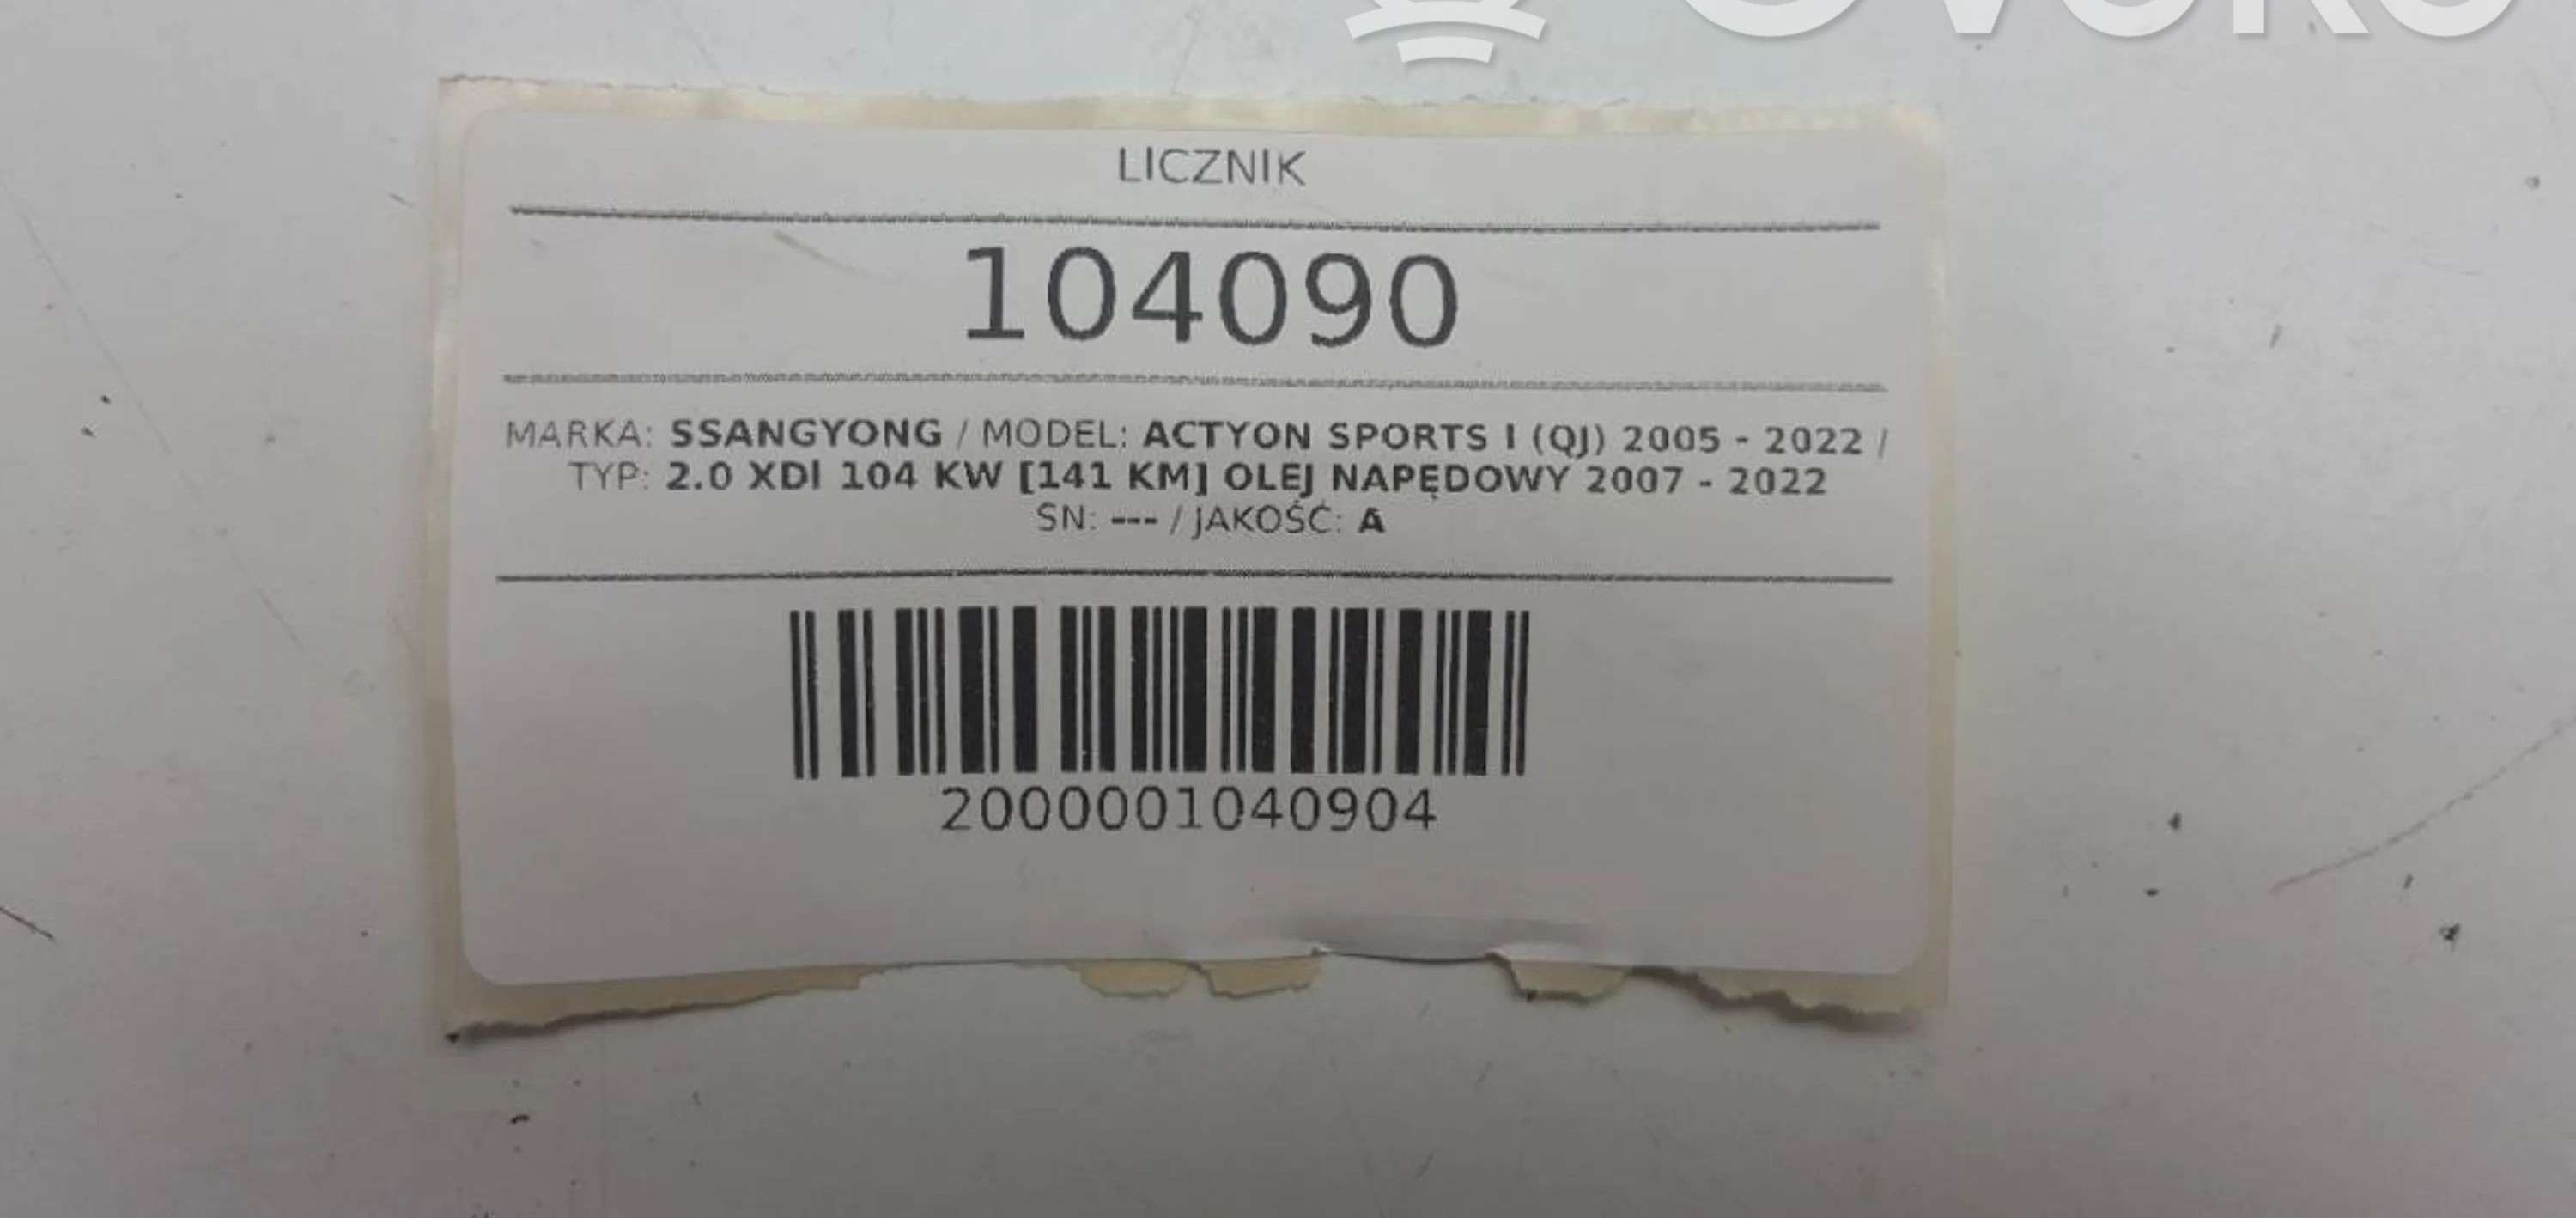 LICZNIK
104090
MARKA: SSANGYONG / MODEL: ACTYON SPORTS I (QJ) 2005 - 2022 /
TYP: 2.0 XDI 104 KW [141 KM] OLEJ NAPĘDOWY 2007 - 2022
SN: --- / JAKOŚĆ: A
2000001040904